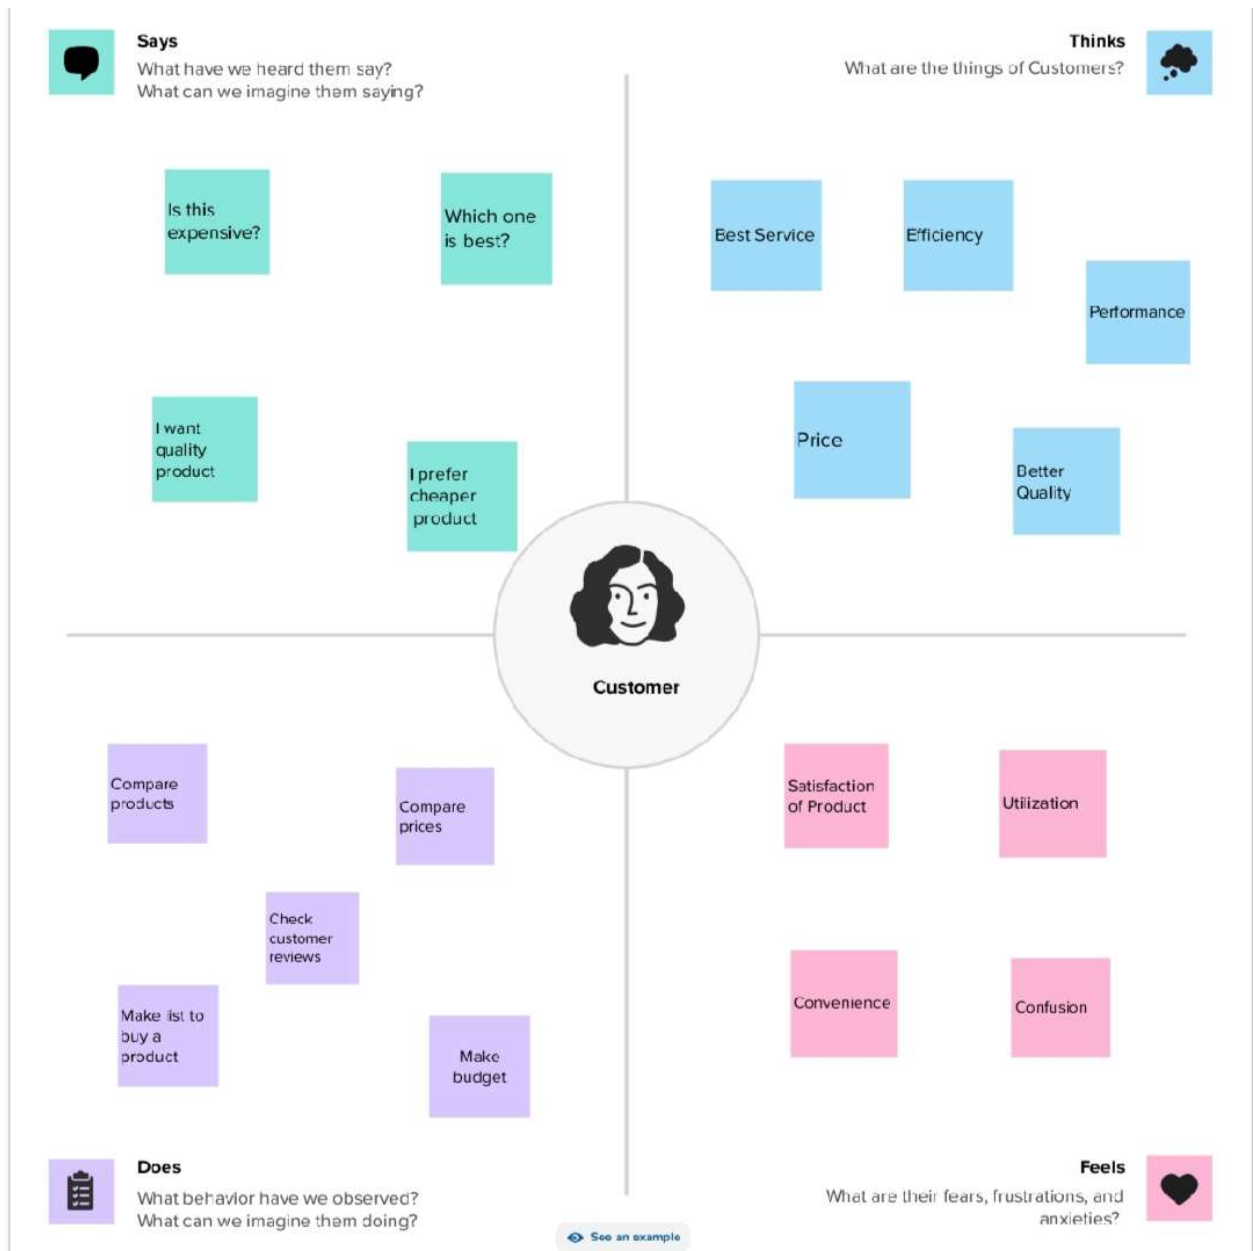 Says
What have we heard them say?
What can we imagine them saying?
Thinks
What are the things of Customers?
Is this
expensive?
Which one
is best?
I want
quality
product
I prefer
cheaper
product
Best Service
Efficiency
Performance
Price
Better
Quality
Customer
Compare
products
Compare
prices
Check
customer
reviews
Make list to
buy a
product
Make
budget
Satisfaction
of Product
Utilization
Convenience
Confusion
Does
What behavior have we observed?
What can we imagine them doing?
Feels
What are their fears, frustrations, and
anxieties?
See an example